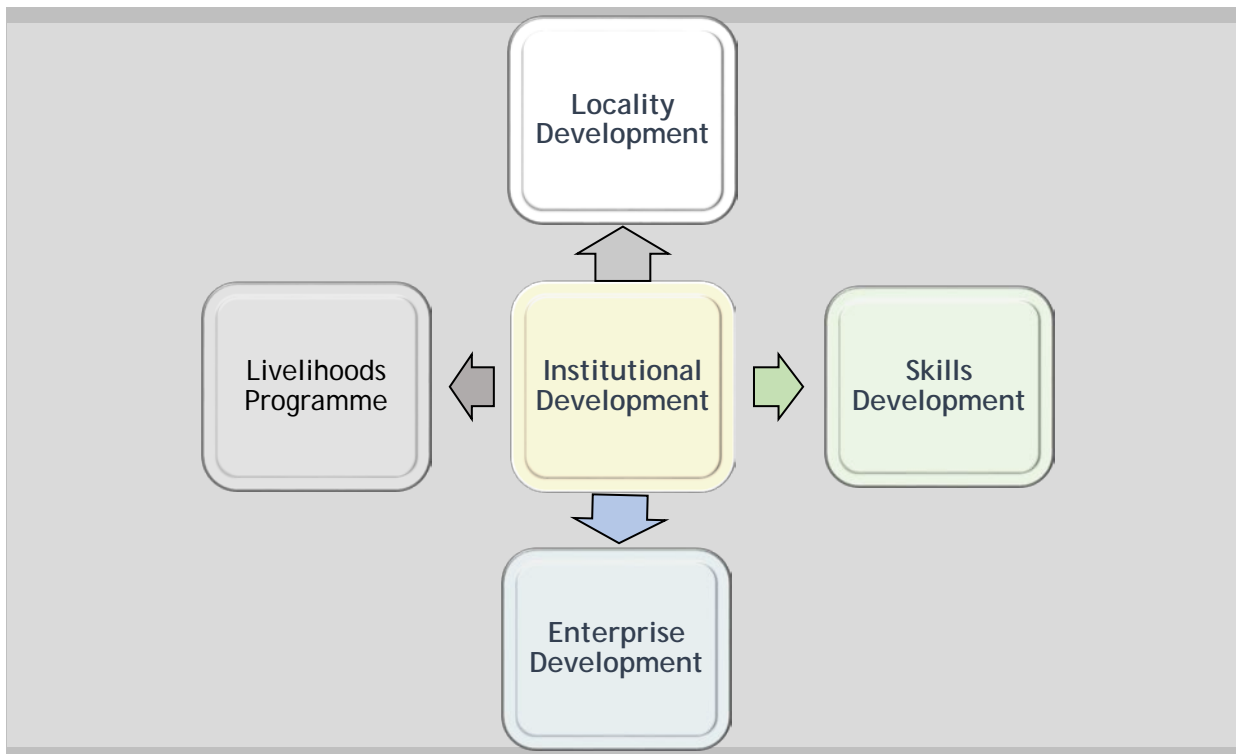 Locality
Development
Livelihoods
Programme
Institutional
Development
Skills
Development
Enterprise
Development